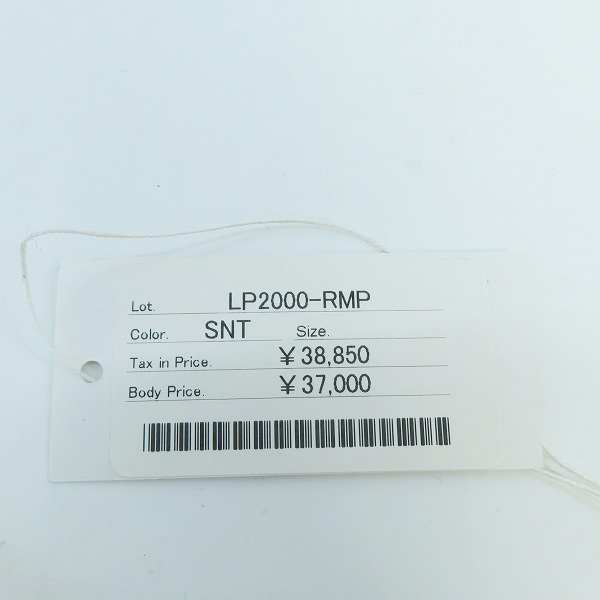 Lot. LP2000-RMP
Color. SNT Size.
Tax in Price. ￥38,850
Body Price. ￥37,000